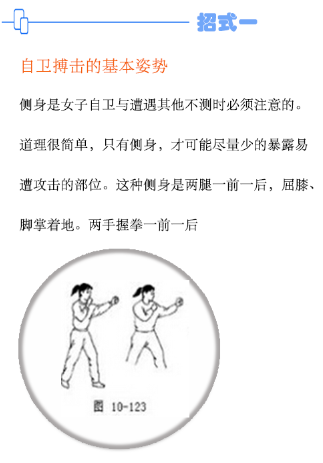 招式一
自卫搏击的基本姿势
侧身是女子自卫与遭遇其他不测时必须注意的。
道理很简单，只有侧身，才可能尽量少的暴露易
遭攻击的部位。这种侧身是两腿一前一后，屈膝、
脚掌着地。两手握拳一前一后
图 10-123